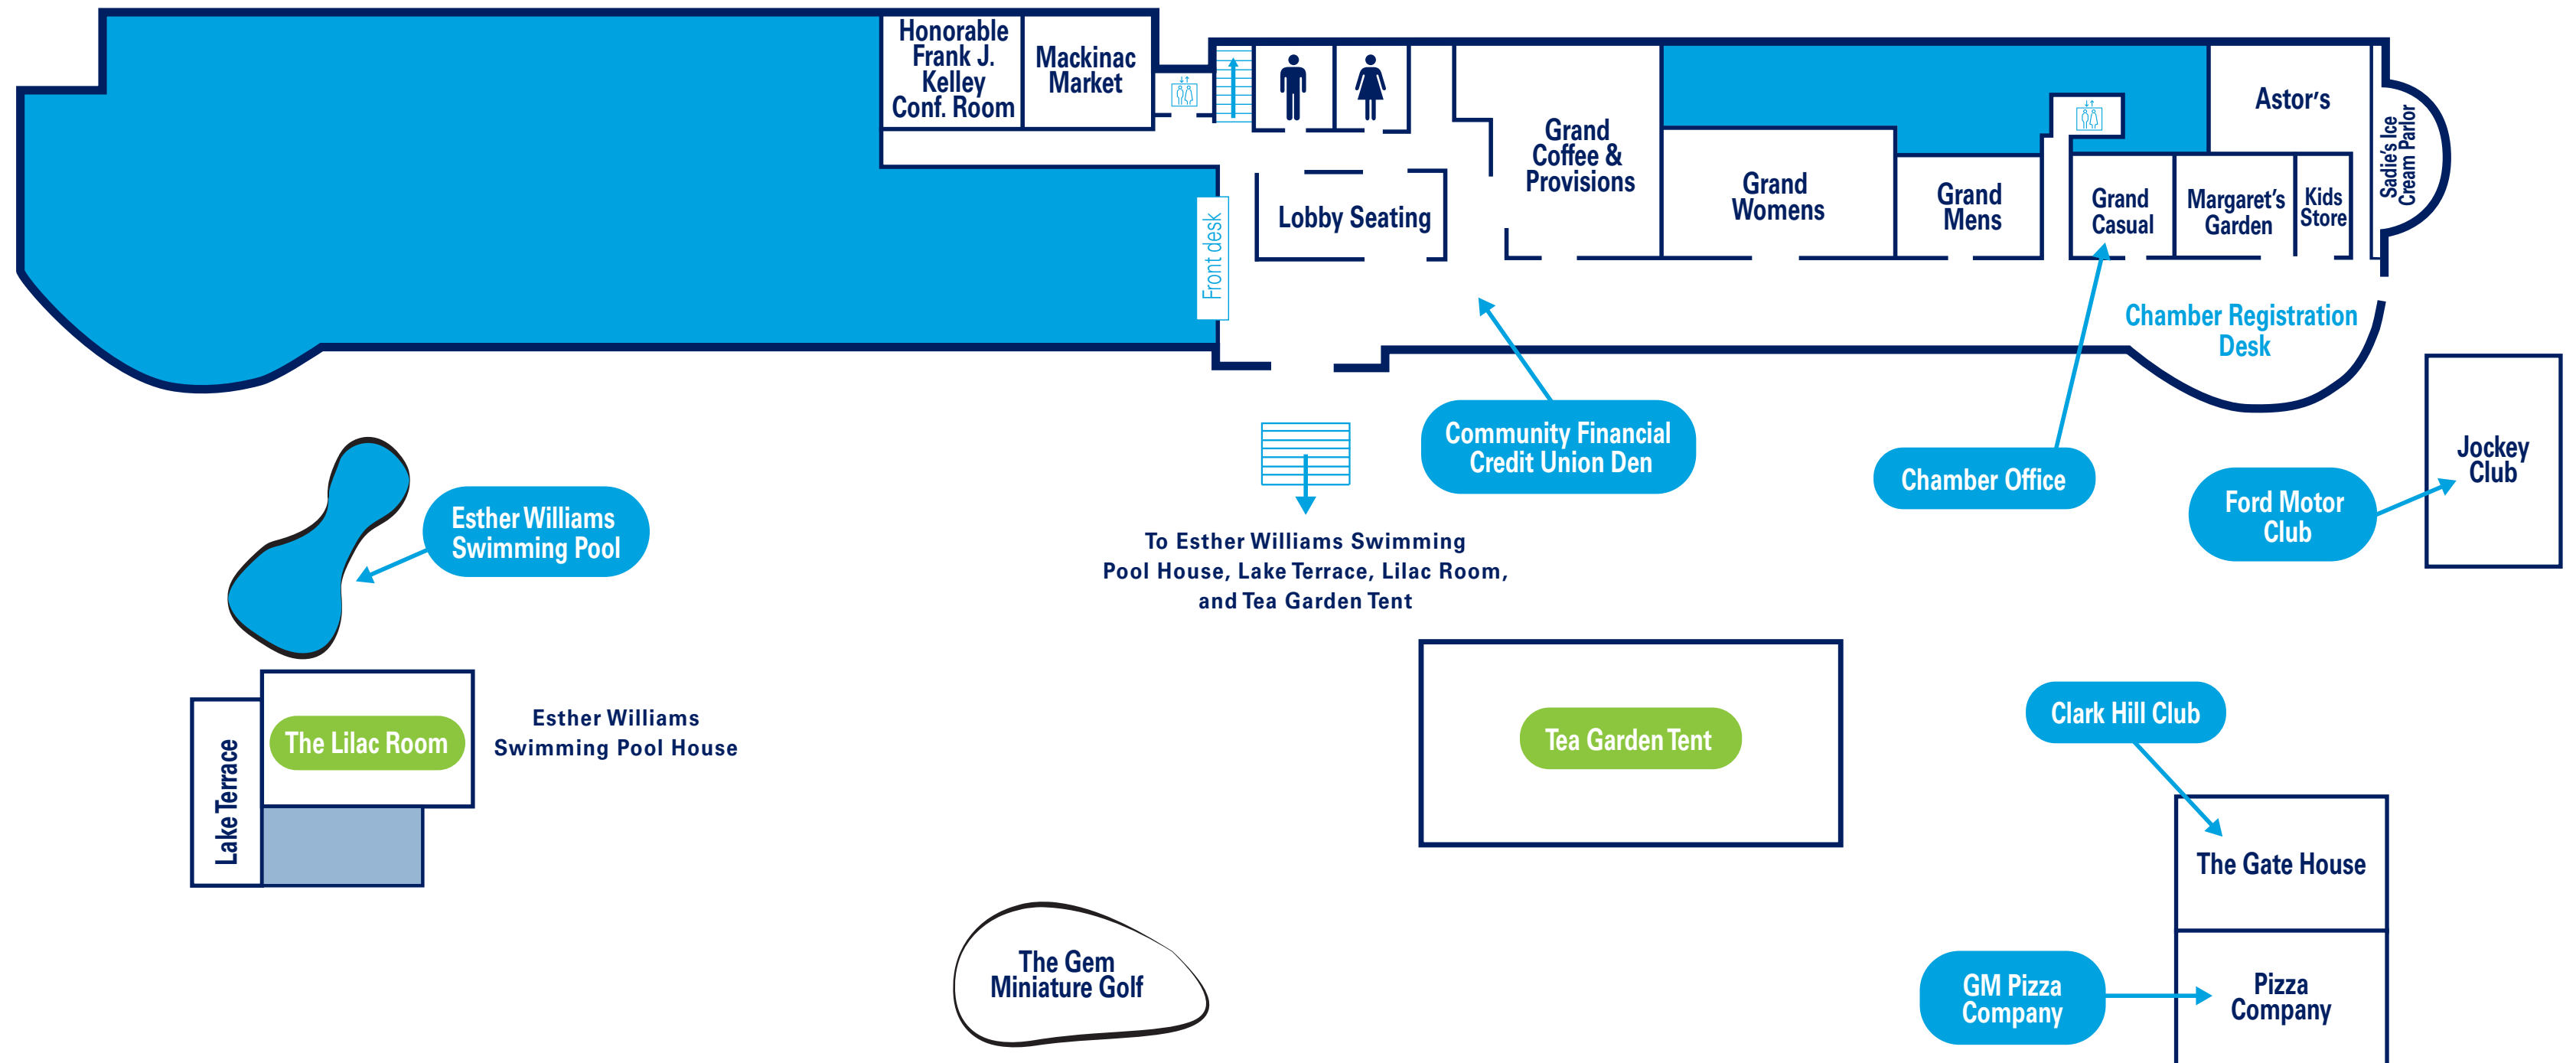 Honorable
Frank J.
Kelley
Conf. Room
Mackinac
Market
Grand
Coffee &
Provisions
Astor's
Sadie's Ice
Cream Parlor
Lobby Seating
Front desk
Grand
Womens
Grand
Mens
Grand
Casual
Margaret's
Garden
Kids
Store
Chamber Registration
Desk
Community Financial
Credit Union Den
Chamber Office
Ford Motor
Club
Jockey
Club
Esther Williams
Swimming Pool
To Esther Williams Swimming
Pool House, Lake Terrace, Lilac Room,
and Tea Garden Tent
The Lilac Room
Lake Terrace
Esther Williams
Swimming Pool House
Tea Garden Tent
Clark Hill Club
The Gate House
The Gem
Miniature Golf
GM Pizza
Company
Pizza
Company